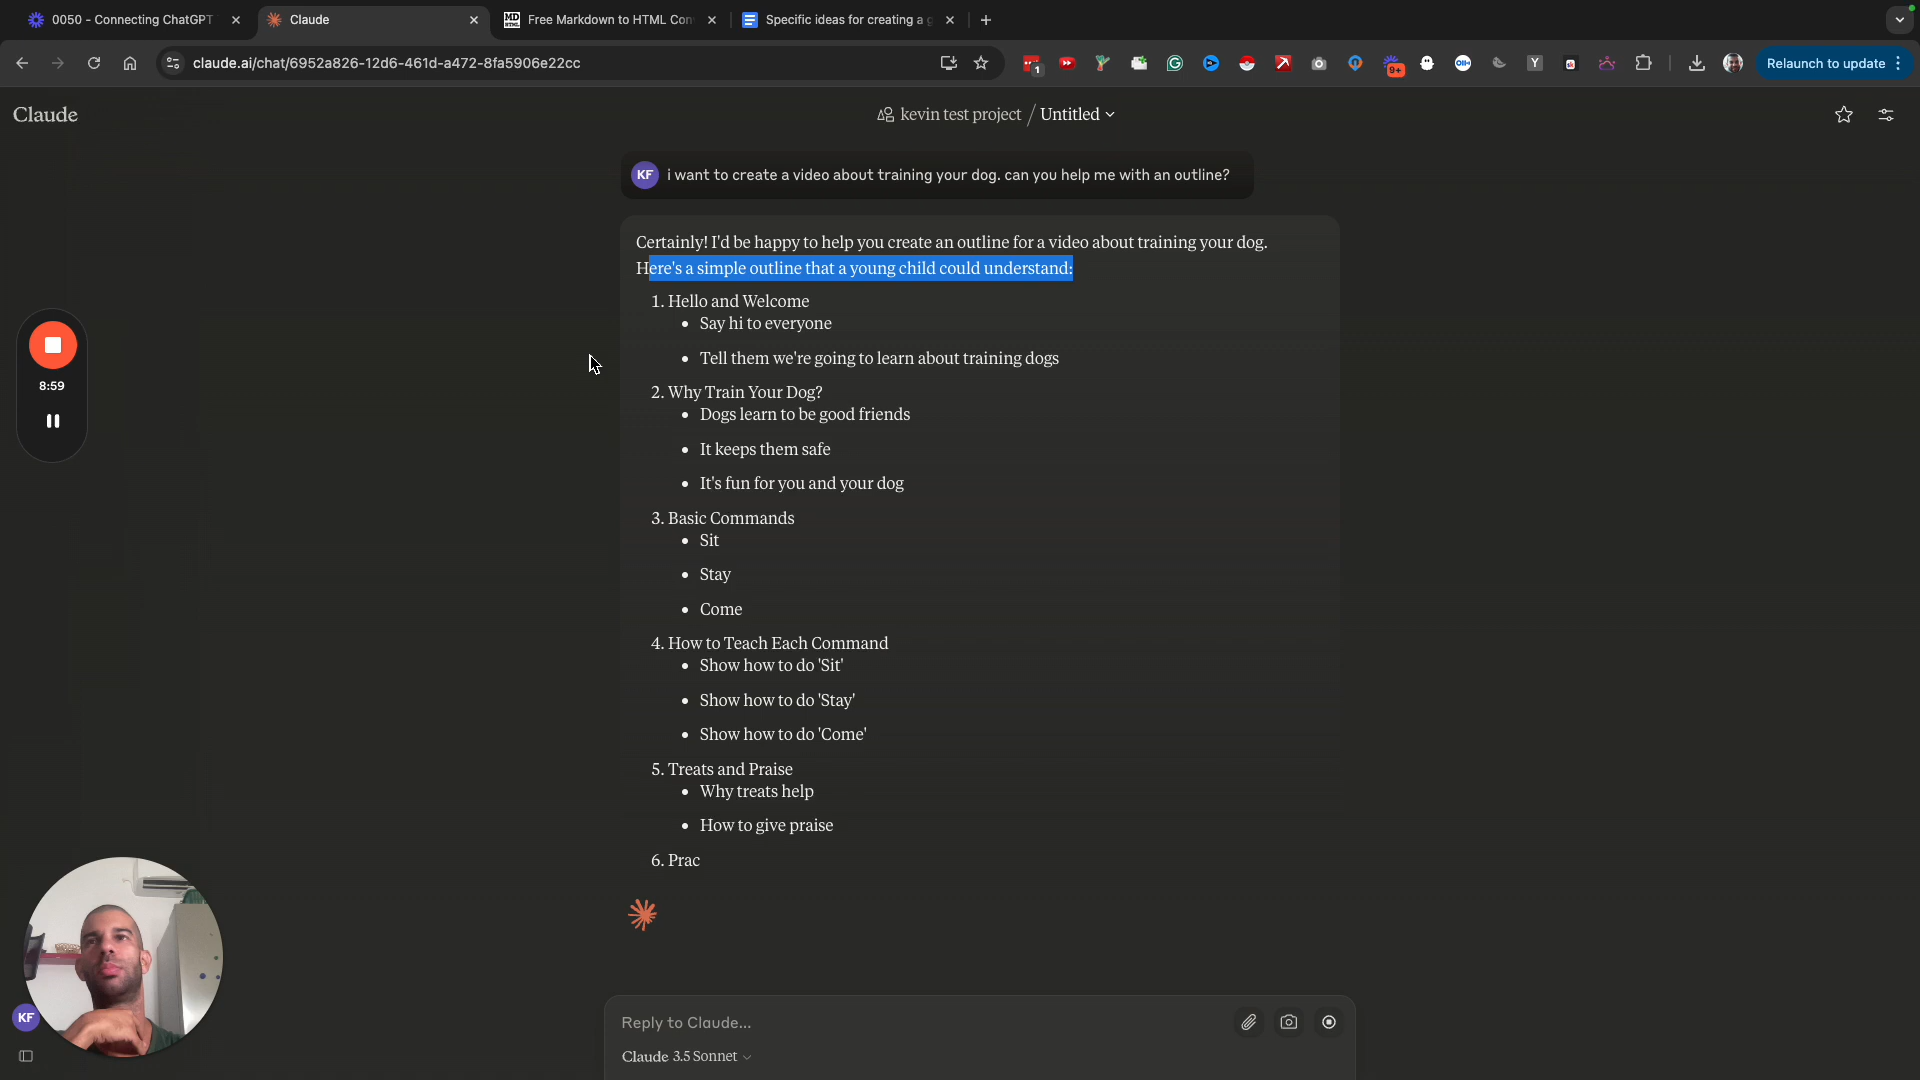 0050 - Connecting ChatGPT
Claude
Free Markdown to HTML Con
Specific ideas for creating a g
claude.ai/chat/6952a826-12d6-461d-a472-8fa5906e22cc
1
9+
Relaunch to update
Claude
kevin test project / Untitled
KF
i want to create a video about training your dog. can you help me with an outline?
Certainly! I'd be happy to help you create an outline for a video about training your dog.
Here's a simple outline that a young child could understand:
1. Hello and Welcome
• Say hi to everyone
• Tell them we're going to learn about training dogs
2. Why Train Your Dog?
• Dogs learn to be good friends
• It keeps them safe
• It's fun for you and your dog
3. Basic Commands
• Sit
• Stay
• Come
4. How to Teach Each Command
• Show how to do 'Sit'
• Show how to do 'Stay'
• Show how to do 'Come'
5. Treats and Praise
• Why treats help
• How to give praise
6. Prac
8:59
KF
Reply to Claude...
Claude 3.5 Sonnet